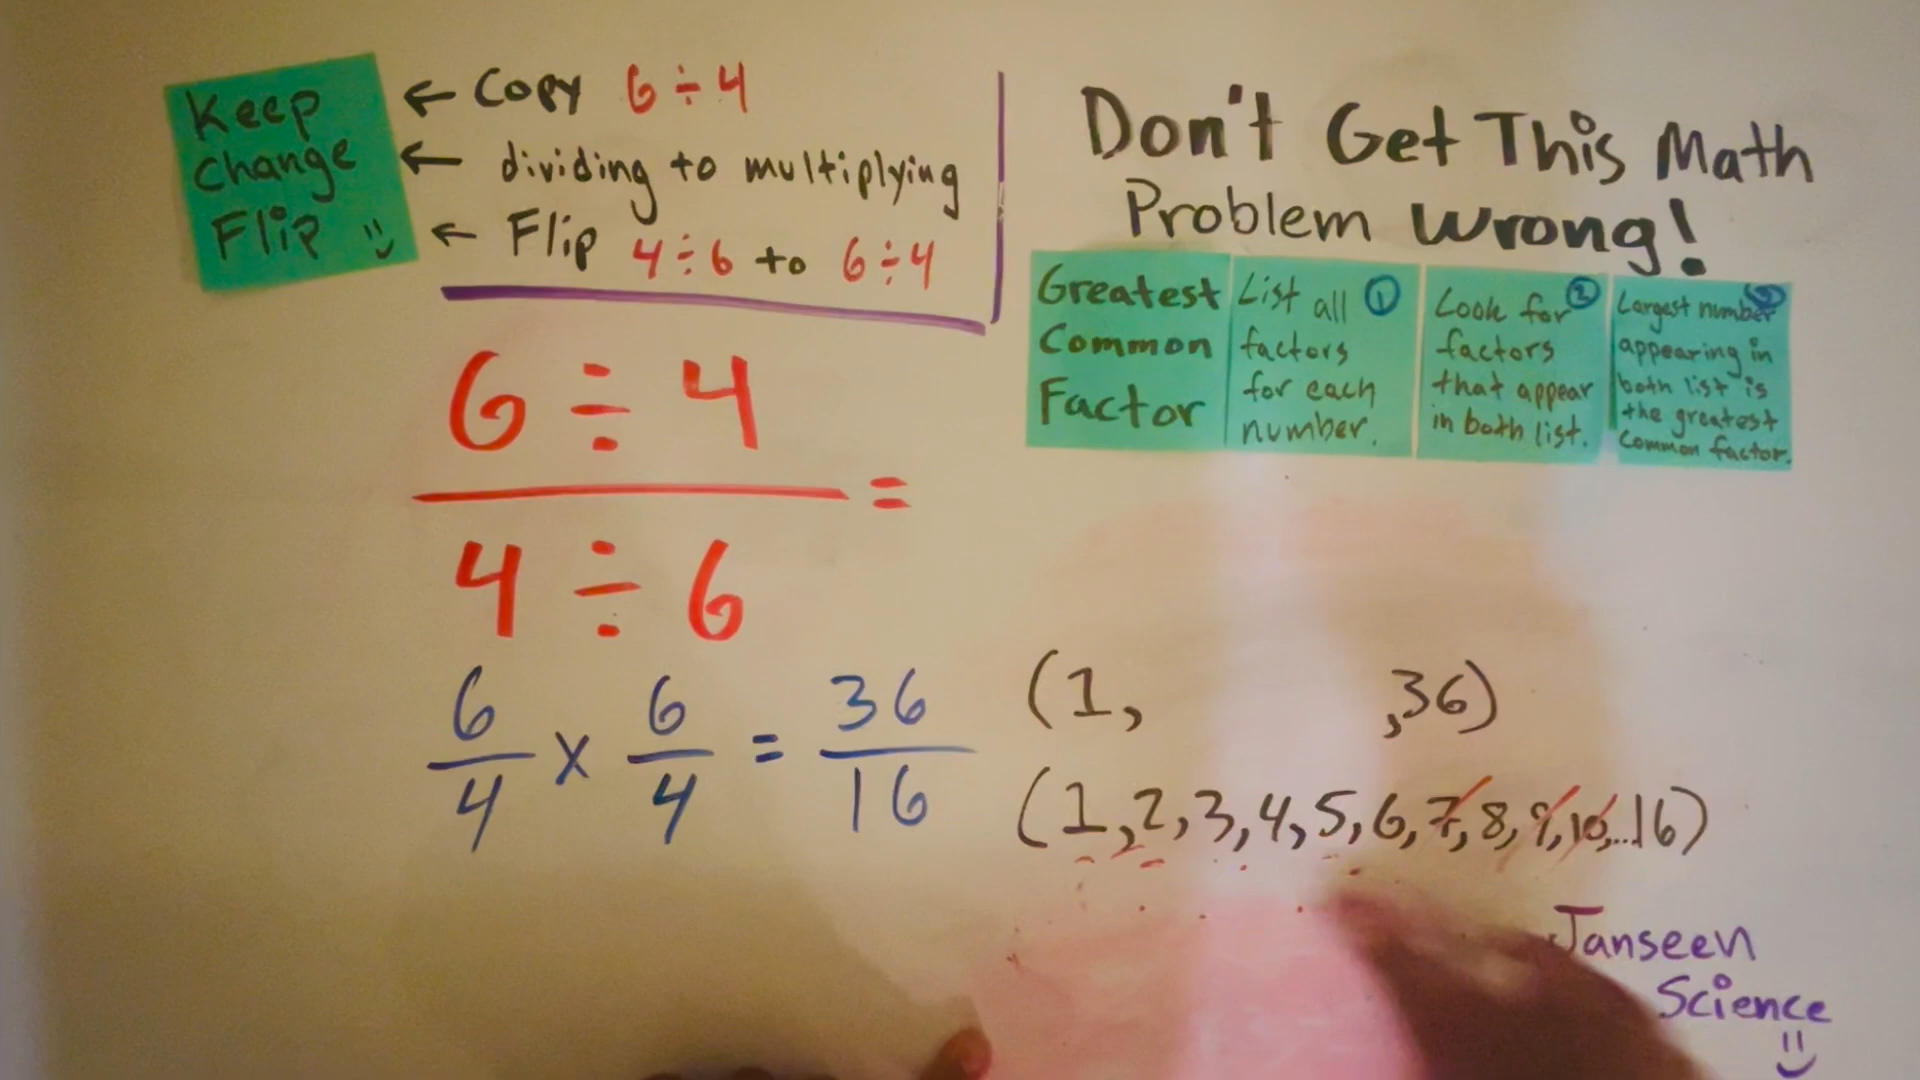 Keep
Change
Flip
← Copy 6 ÷ 4
← dividing to multiplying
← Flip 4 ÷ 6 to 6 ÷ 4
Don't Get This Math
Problem Wrong!
Greatest
Common
Factor
List all ①
factors
for each
number.
Look for ②
factors
that appear
in both list.
Largest number ③
appearing in
both list is
the greatest
common factor.
6 ÷ 4
=
4 ÷ 6
6/4 x 6/4 = 36/16
(1, ,36)
(1,2,3,4,5,6,7,8,9,10,...16)
Janseen
Science